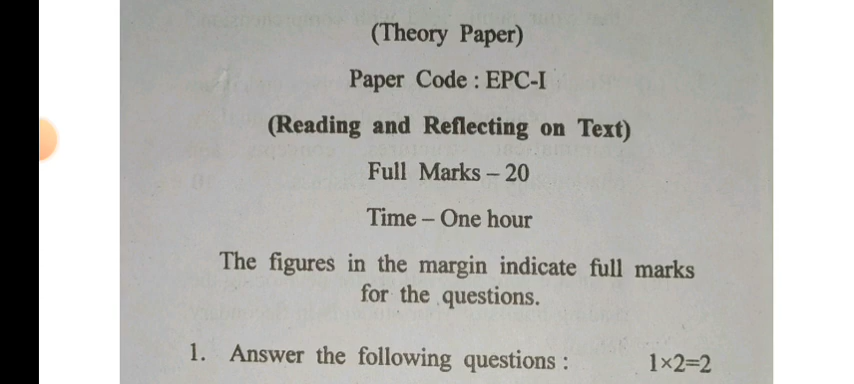 (Theory Paper)
Paper Code : EPC-I
(Reading and Reflecting on Text)
Full Marks – 20
Time – One hour
The figures in the margin indicate full marks
for the questions.
1. Answer the following questions : 1×2=2